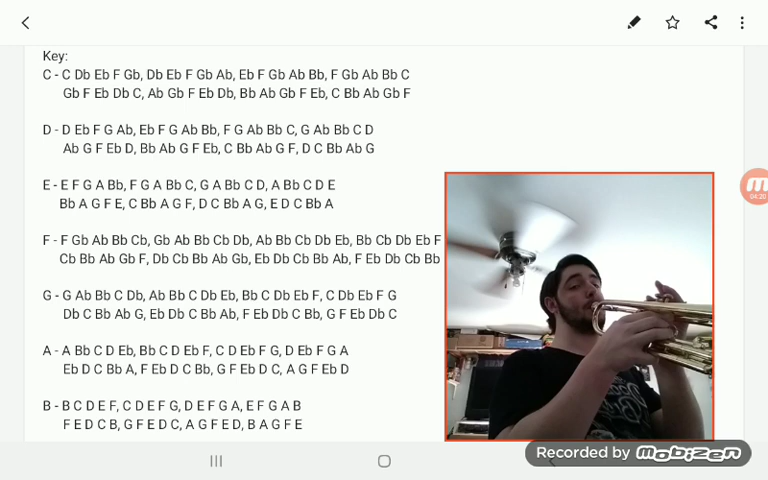 Key:
C - C Db Eb F Gb, Db Eb F Gb Ab, Eb F Gb Ab Bb, F Gb Ab Bb C
Gb F Eb Db C, Ab Gb F Eb Db, Bb Ab Gb F Eb, C Bb Ab Gb F
D - D Eb F G Ab, Eb F G Ab Bb, F G Ab Bb C, G Ab Bb C D
Ab G F Eb D, Bb Ab G F Eb, C Bb Ab G F, D C Bb Ab G
E - E F G A Bb, F G A Bb C, G A Bb C D, A Bb C D E
Bb A G F E, C Bb A G F, D C Bb A G, E D C Bb A
F - F Gb Ab Bb Cb, Gb Ab Bb Cb Db, Ab Bb Cb Db Eb, Bb Cb Db Eb F
Cb Bb Ab Gb F, Db Cb Bb Ab Gb, Eb Db Cb Bb Ab, F Eb Db Cb Bb
G - G Ab Bb C Db, Ab Bb C Db Eb, Bb C Db Eb F, C Db Eb F G
Db C Bb Ab G, Eb Db C Bb Ab, F Eb Db C Bb, G F Eb Db C
A - A Bb C D Eb, Bb C D Eb F, C D Eb F G, D Eb F G A
Eb D C Bb A, F Eb D C Bb, G F Eb D C, A G F Eb D
B - B C D E F, C D E F G, D E F G A, E F G A B
F E D C B, G F E D C, A G F E D, B A G F E
04:20
Recorded by mobizen